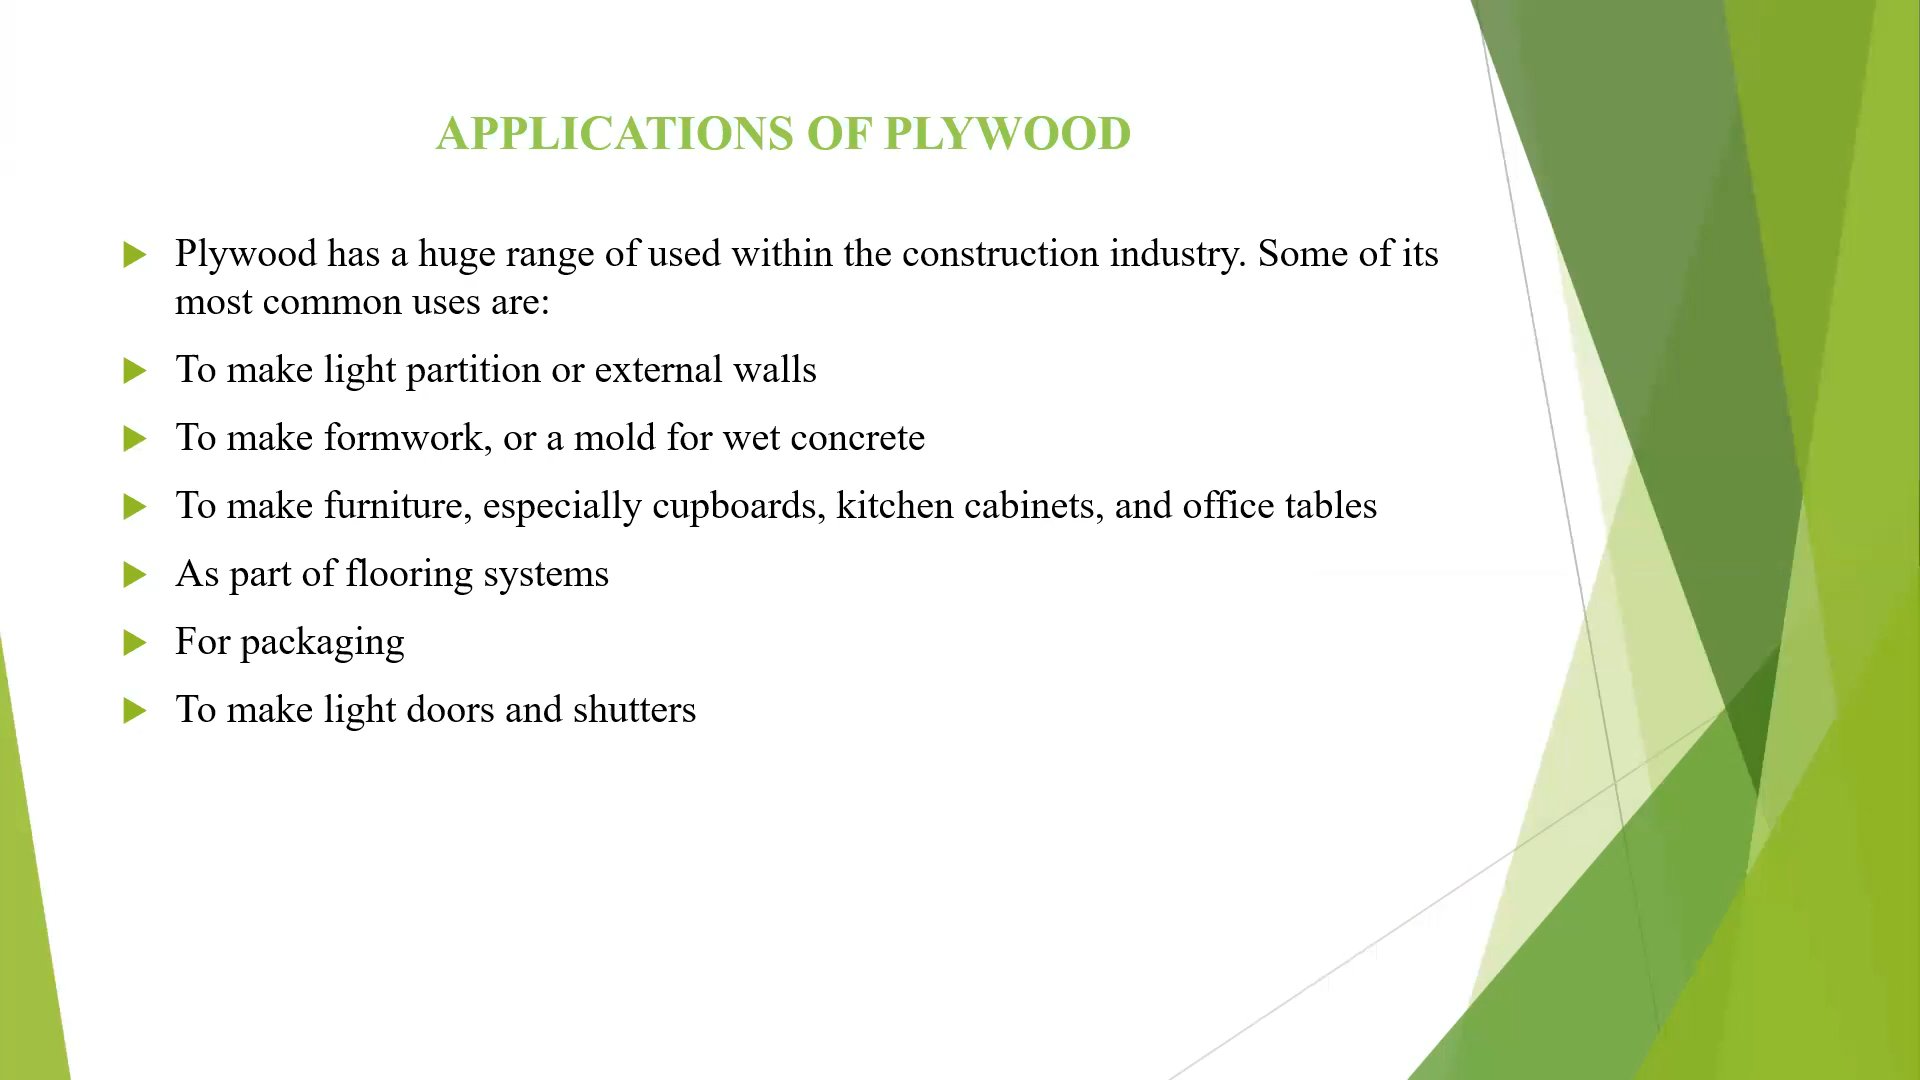 APPLICATIONS OF PLYWOOD
Plywood has a huge range of used within the construction industry. Some of its
most common uses are:
To make light partition or external walls
To make formwork, or a mold for wet concrete
To make furniture, especially cupboards, kitchen cabinets, and office tables
As part of flooring systems
For packaging
To make light doors and shutters